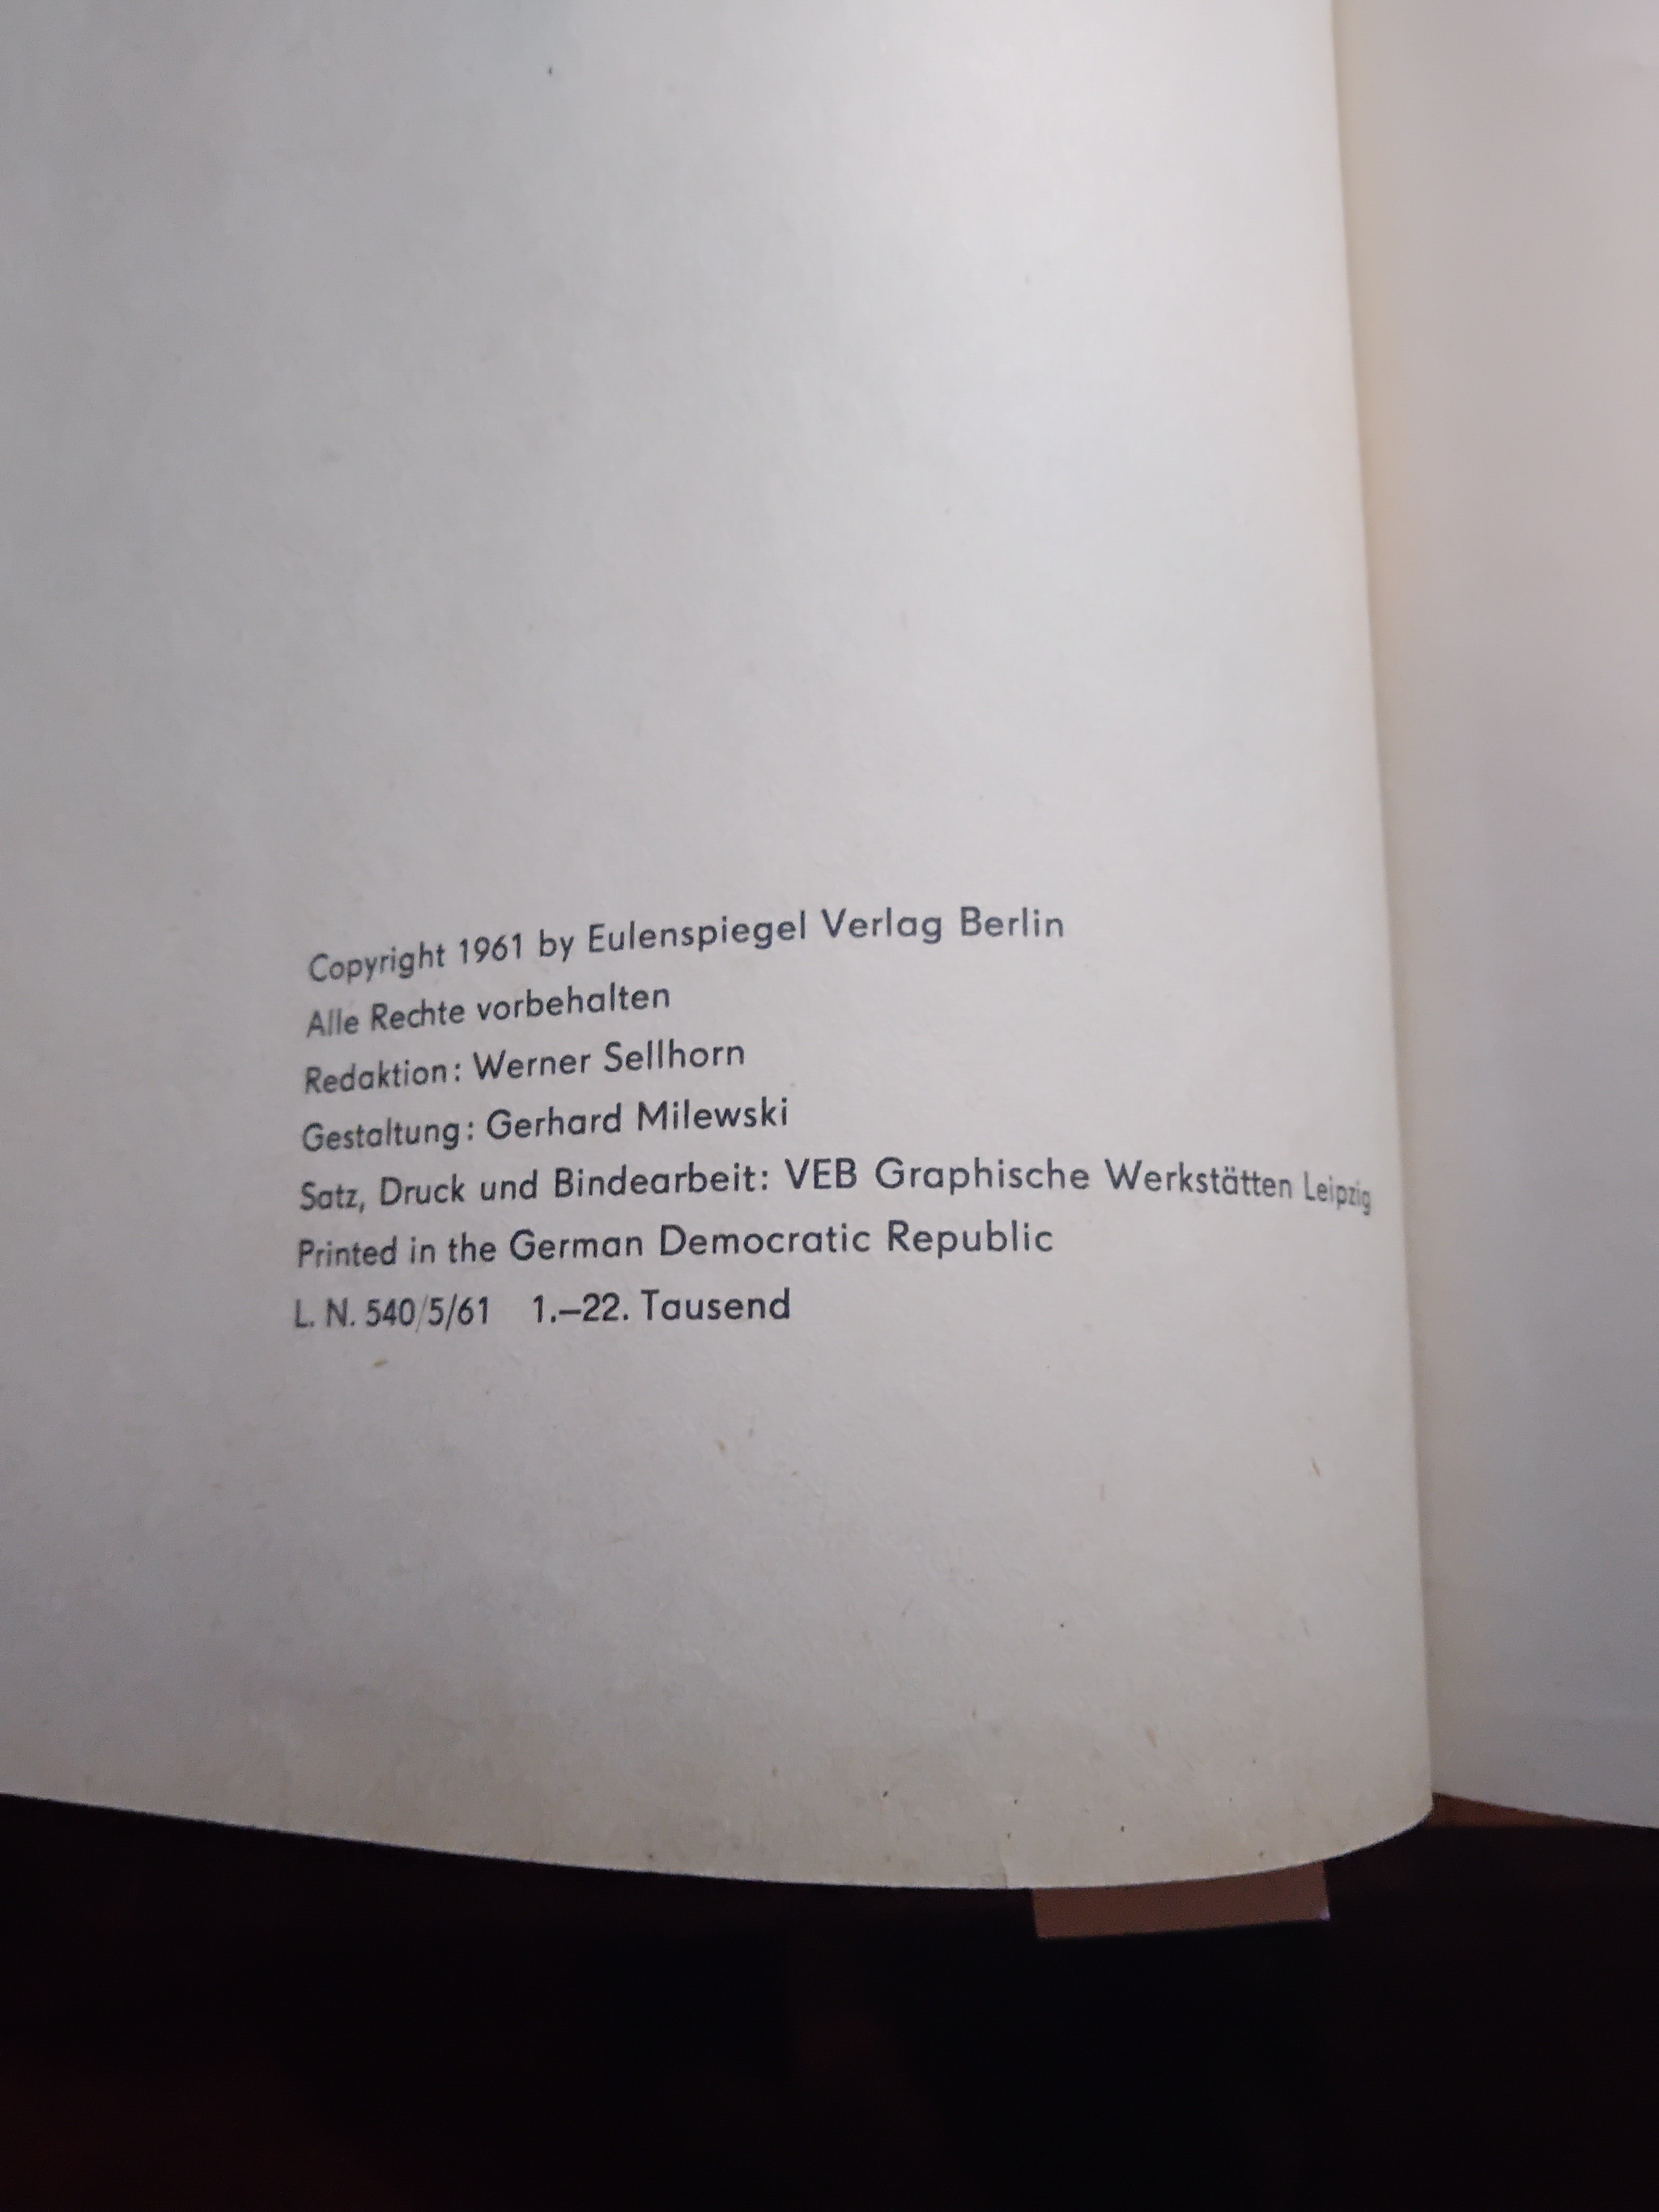 Copyright 1961 by Eulenspiegel Verlag Berlin
Alle Rechte vorbehalten
Redaktion: Werner Sellhorn
Gestaltung: Gerhard Milewski
Satz, Druck und Bindearbeit: VEB Graphische Werkstätten Leipzig
Printed in the German Democratic Republic
L. N. 540/5/61 1.–22. Tausend